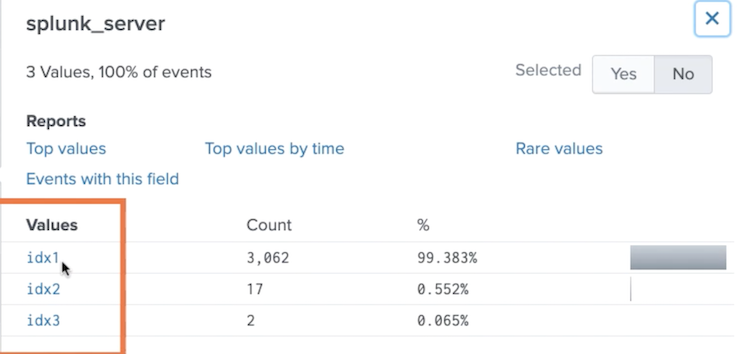 splunk_server
3 Values, 100% of events
Selected Yes No
Reports
Top values Top values by time Rare values
Events with this field
Values Count %
idx1 3,062 99.383%
idx2 17 0.552%
idx3 2 0.065%